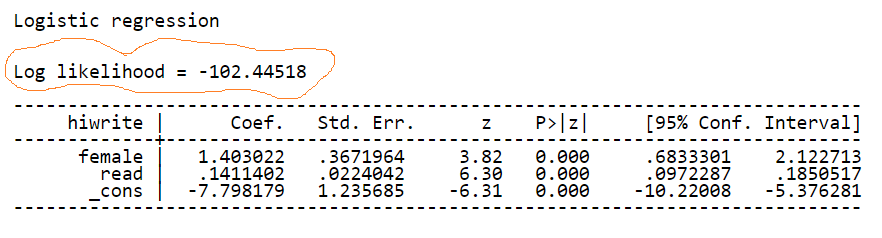 Logistic regression
Log likelihood = -102.44518
------------------------------------------------------------------------------
hiwrite | Coef. Std. Err. z P>|z| [95% Conf. Interval]
-------------+----------------------------------------------------------------
female | 1.403022 .3671964 3.82 0.000 .6833301 2.122713
read | .1411402 .0224042 6.30 0.000 .0972287 .1850517
_cons | -7.798179 1.235685 -6.31 0.000 -10.22008 -5.376281
------------------------------------------------------------------------------